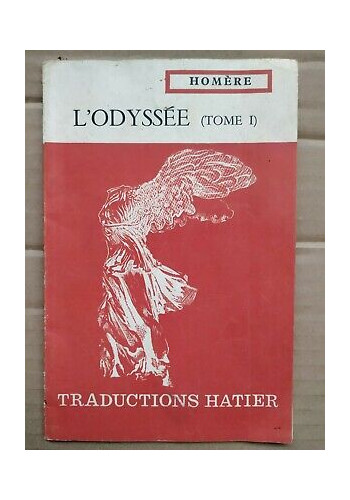 HOMÈRE
L'ODYSSÉE (TOME I)
TRADUCTIONS HATIER